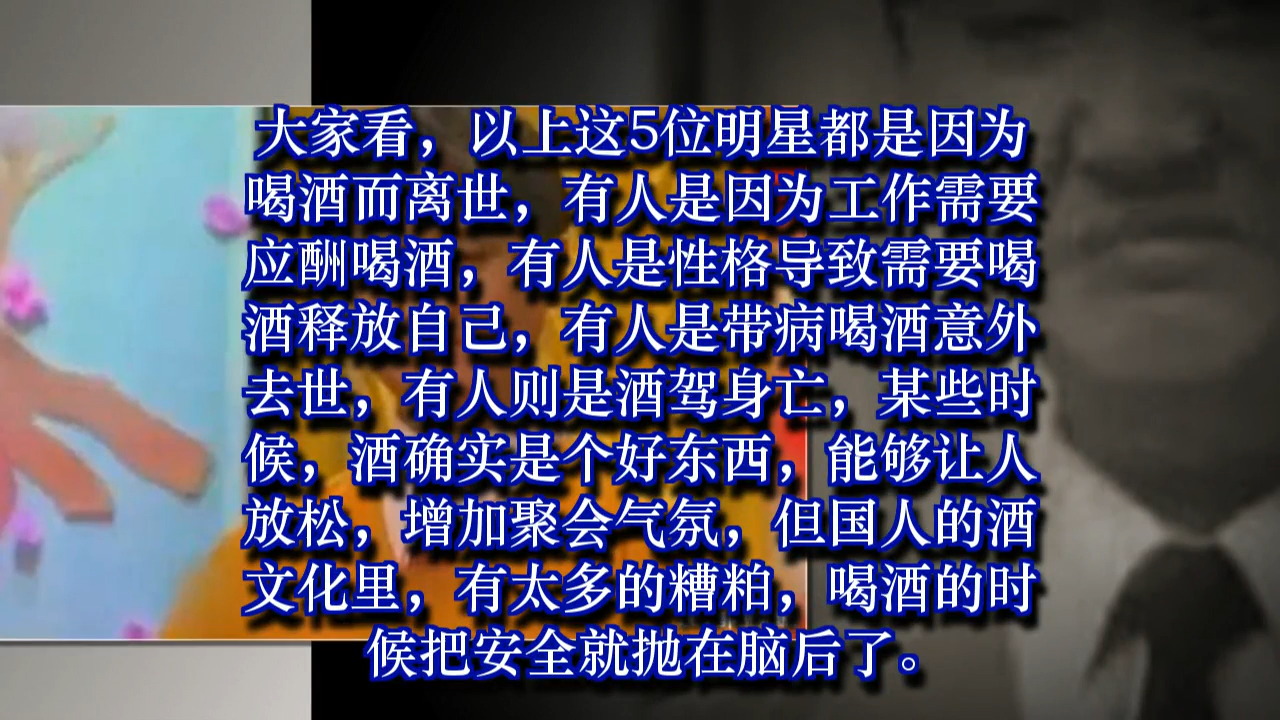 大家看，以上这5位明星都是因为
喝酒而离世，有人是因为工作需要
应酬喝酒，有人是性格导致需要喝
酒释放自己，有人是带病喝酒意外
去世，有人则是酒驾身亡，某些时
候，酒确实是个好东西，能够让人
放松，增加聚会气氛，但国人的酒
文化里，有太多的糟粕，喝酒的时
候把安全就抛在脑后了。